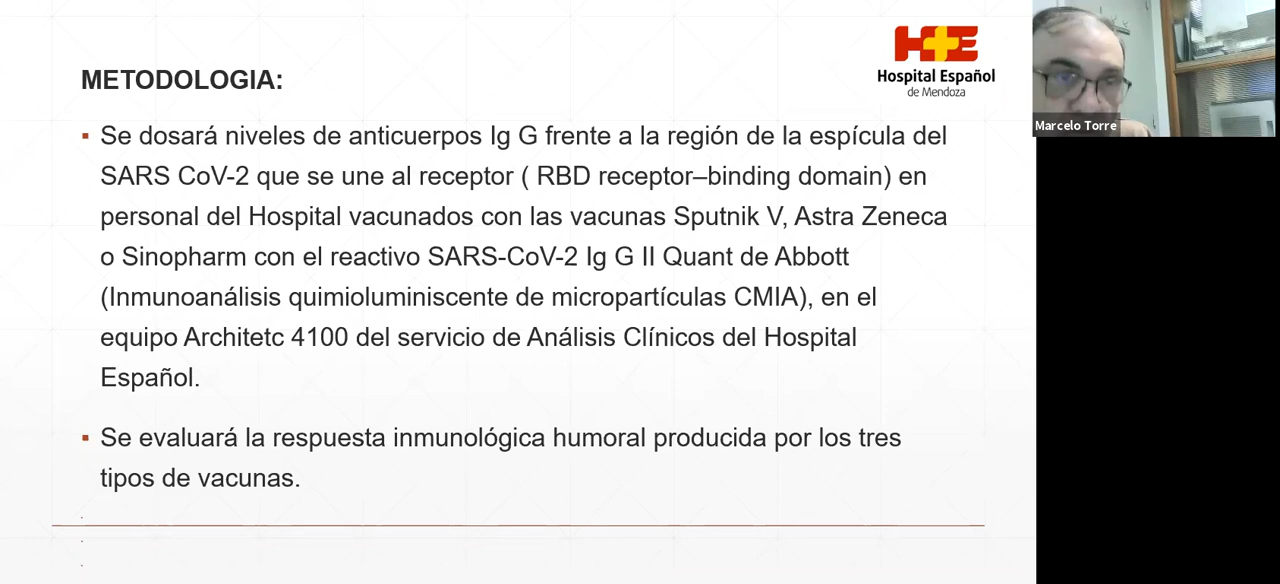 HE
Hospital Español
de Mendoza
METODOLOGIA:
▪ Se dosará niveles de anticuerpos Ig G frente a la región de la espícula del
SARS CoV-2 que se une al receptor ( RBD receptor–binding domain) en
personal del Hospital vacunados con las vacunas Sputnik V, Astra Zeneca
o Sinopharm con el reactivo SARS-CoV-2 Ig G II Quant de Abbott
(Inmunoanálisis quimioluminiscente de micropartículas CMIA), en el
equipo Architetc 4100 del servicio de Análisis Clínicos del Hospital
Español.
▪ Se evaluará la respuesta inmunológica humoral producida por los tres
tipos de vacunas.
Marcelo Torre